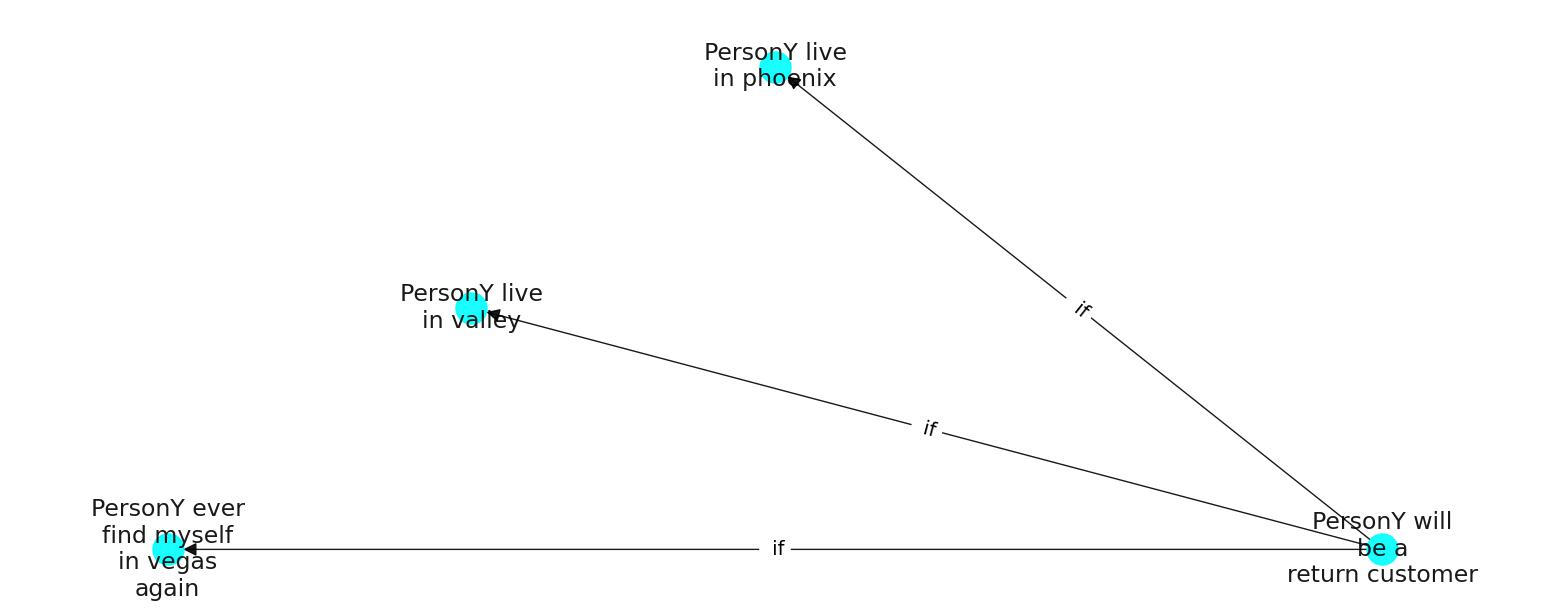 PersonY live
in phoenix
PersonY live
in valley
if
if
PersonY ever
find myself
in vegas
again
if
PersonY will
be a
return customer